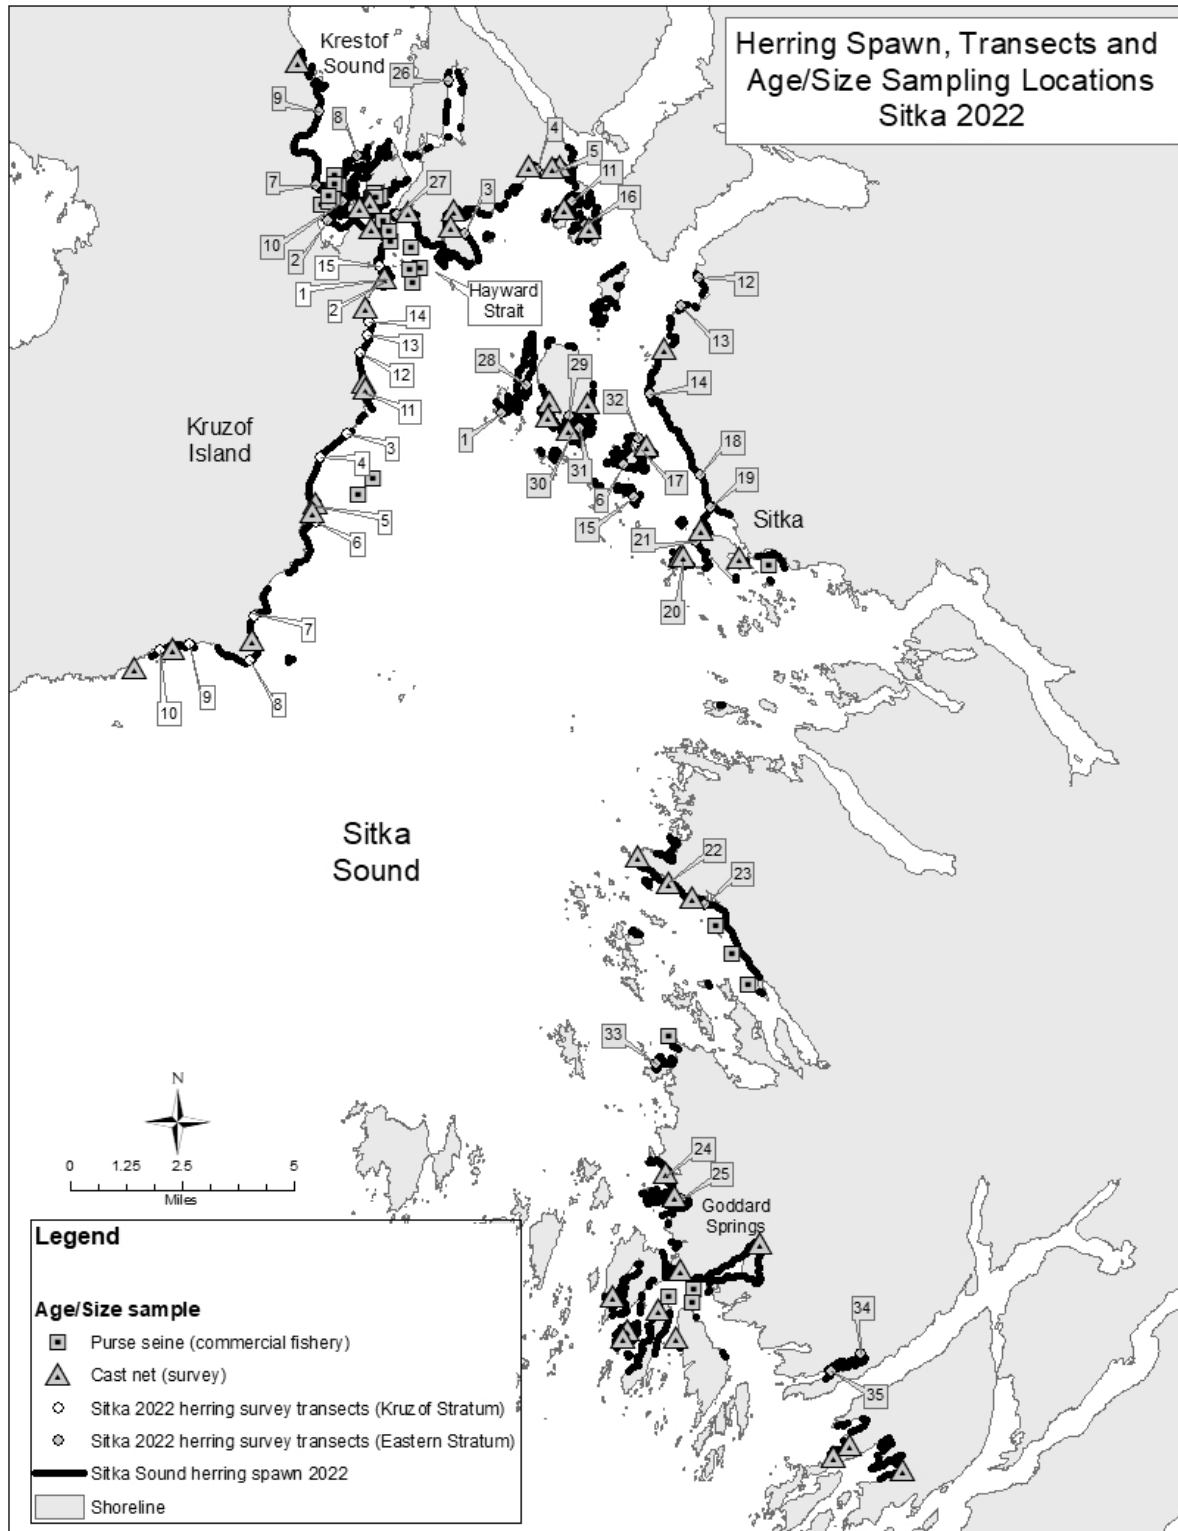 Herring Spawn, Transects and
Age/Size Sampling Locations
Sitka 2022
Krestof
Sound
26
9
8
4
5
7
27
3
11
16
10
2
15
1
2
Hayward
Strait
12
14
13
13
12
28
29
14
11
32
Kruzof
Island
3
1
4
31
18
30
6
17
19
5
15
Sitka
6
21
20
7
9
8
10
Sitka
Sound
22
23
33
N
0 1.25 2.5 5
Miles
24
25
Goddard
Springs
34
35
Legend
Age/Size sample
Purse seine (commercial fishery)
Cast net (survey)
Sitka 2022 herring survey transects (Kruzof Stratum)
Sitka 2022 herring survey transects (Eastern Stratum)
Sitka Sound herring spawn 2022
Shoreline